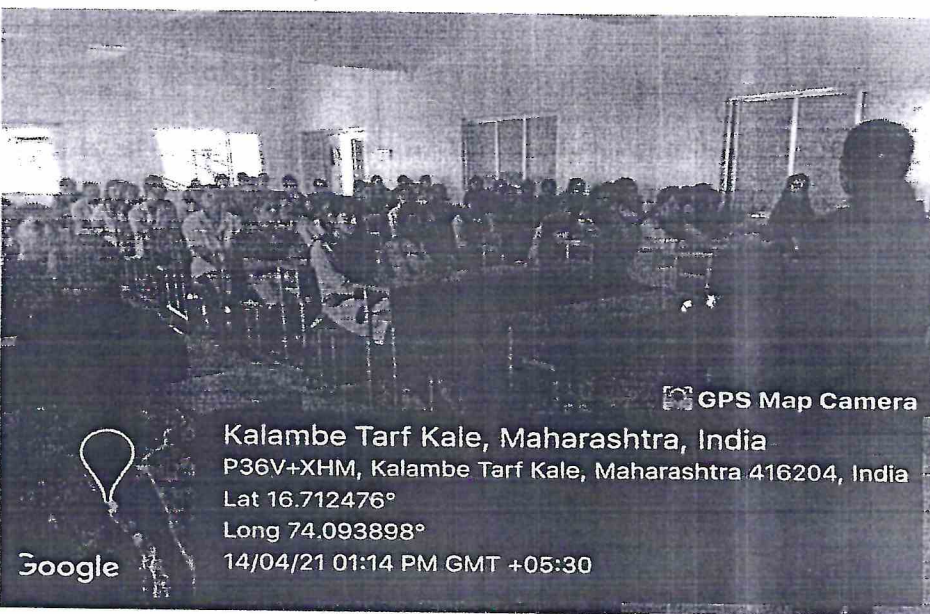 GPS Map Camera
Kalambe Tarf Kale, Maharashtra, India
P36V+XHM, Kalambe Tarf Kale, Maharashtra 416204, India
Lat 16.712476°
Long 74.093898°
14/04/21 01:14 PM GMT +05:30
Google